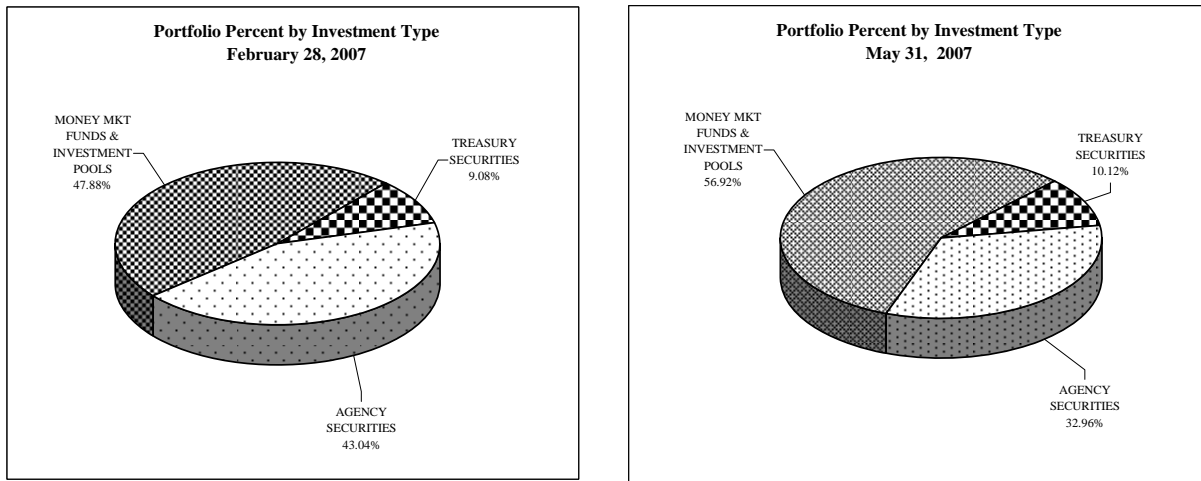 Portfolio Percent by Investment Type
February 28, 2007
MONEY MKT
FUNDS &
INVESTMENT
POOLS
47.88%
TREASURY
SECURITIES
9.08%
AGENCY
SECURITIES
43.04%
Portfolio Percent by Investment Type
May 31, 2007
MONEY MKT
FUNDS &
INVESTMENT
POOLS
56.92%
TREASURY
SECURITIES
10.12%
AGENCY
SECURITIES
32.96%